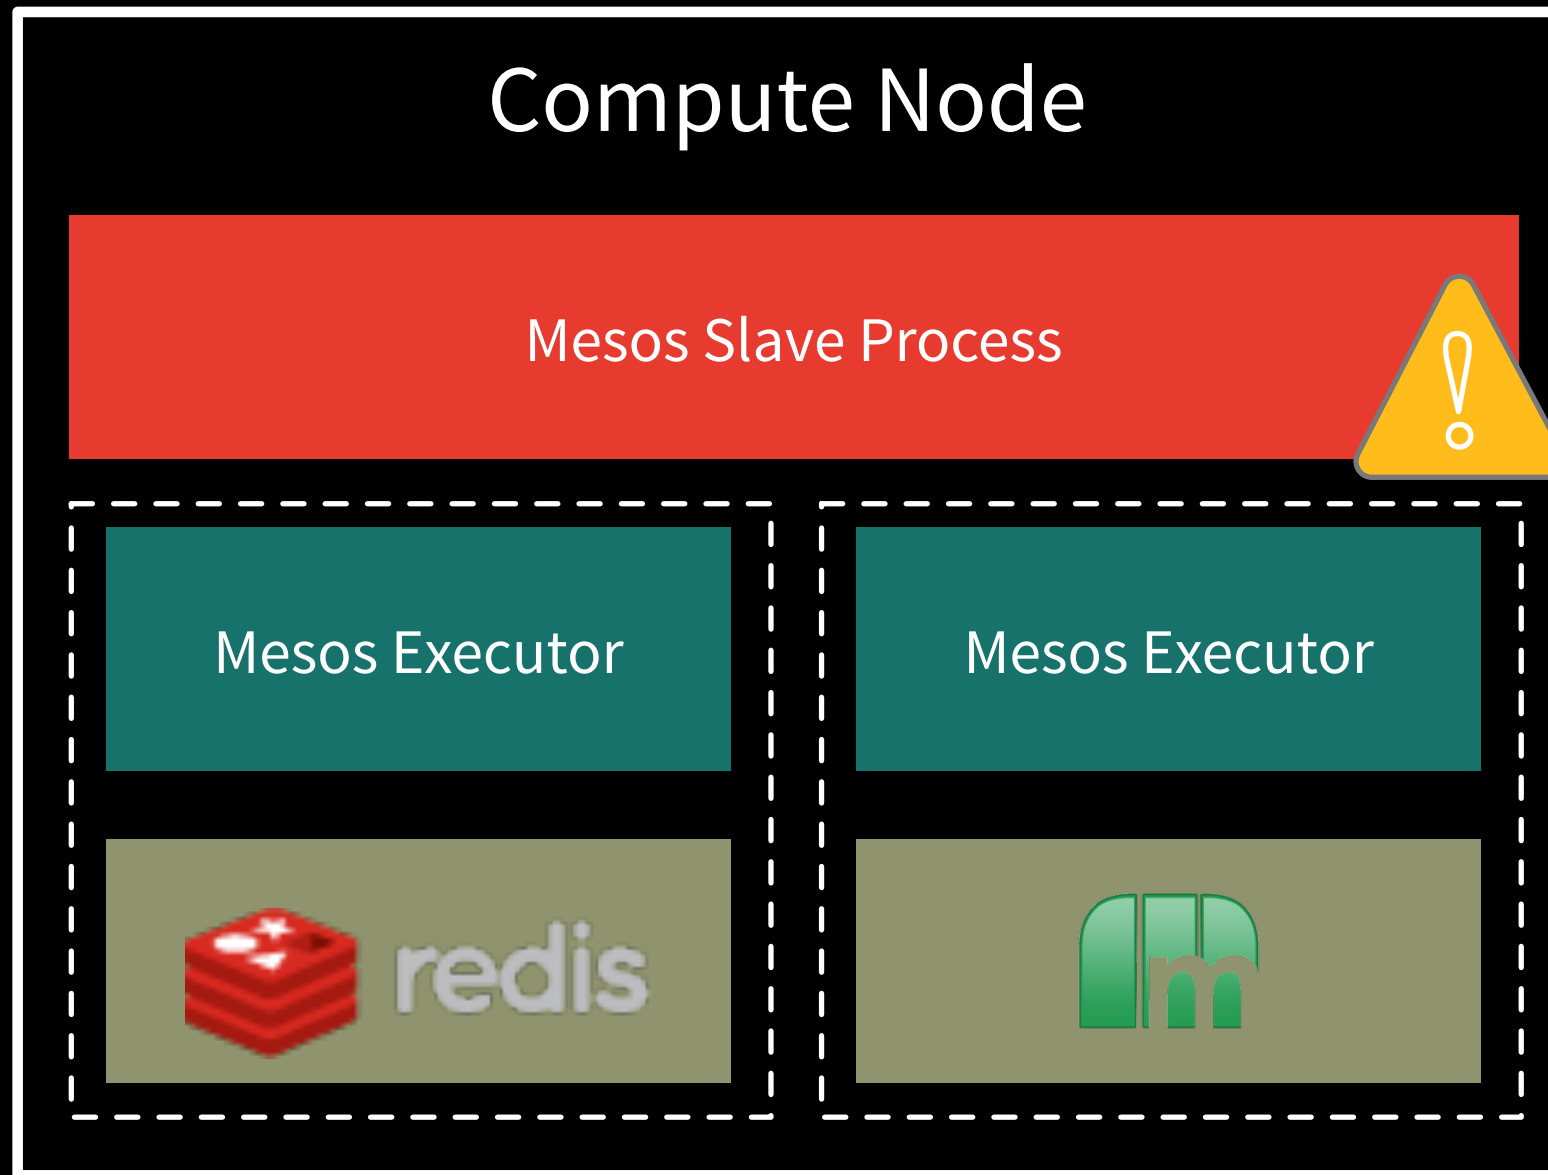 Compute Node
Mesos Slave Process
!
Mesos Executor
Mesos Executor
redis
m